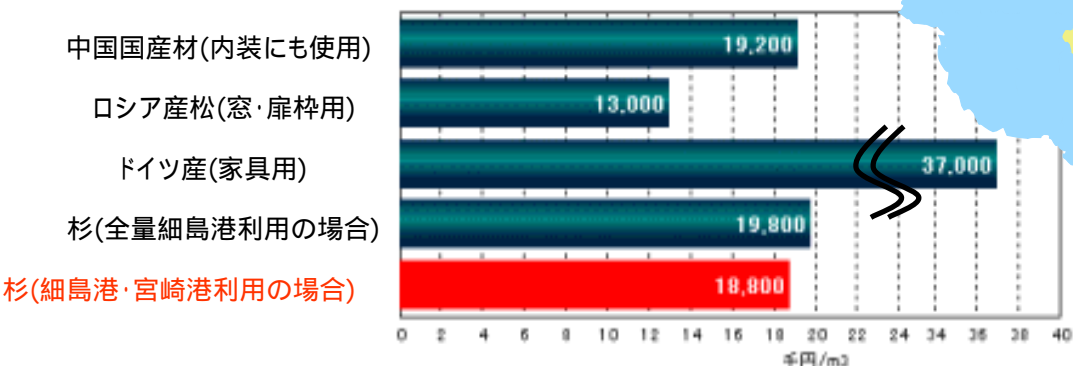 中国国産材(内装にも使用)
19,200
ロシア産松(窓·扉枠用)
13,000
ドイツ産(家具用)
37,000
杉(全量細島港利用の場合)
19,800
杉(細島港·宮崎港利用の場合)
18,800
0 2 4 6 8 10 12 14 16 18 20 22 24 34 36 38 40
千円/m3